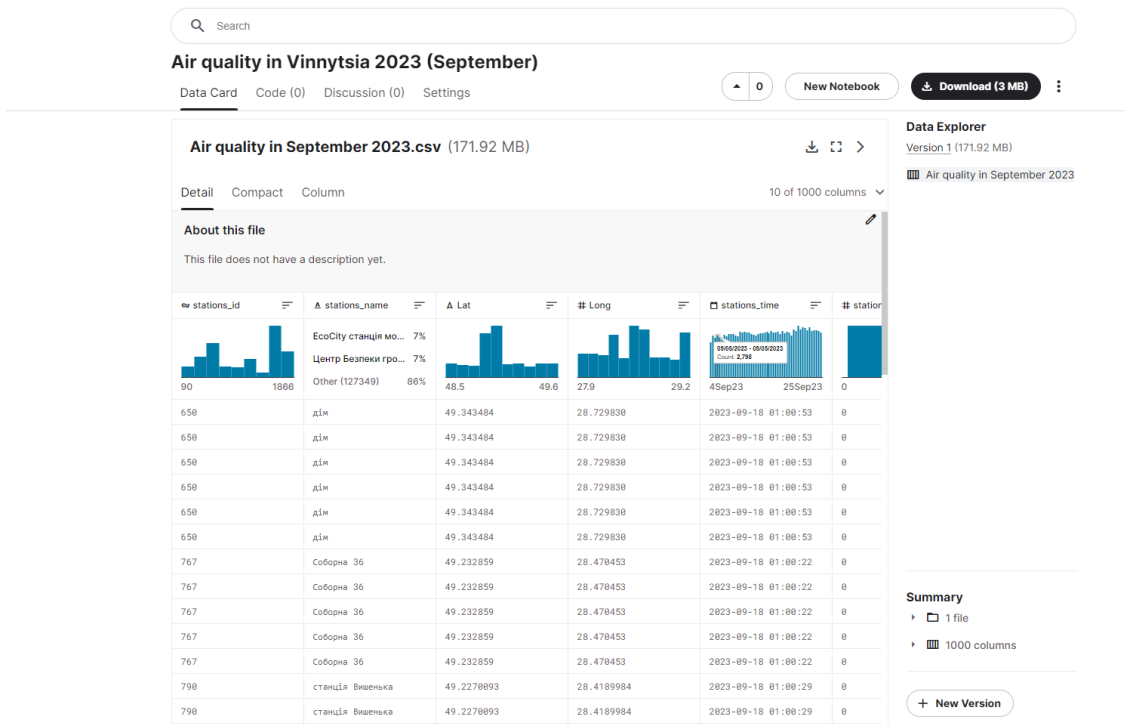 Search
Air quality in Vinnytsia 2023 (September)
Data Card Code (0) Discussion (0) Settings
0 New Notebook Download (3 MB)
Air quality in September 2023.csv (171.92 MB)
Detail Compact Column 10 of 1000 columns
About this file
This file does not have a description yet.
stations_id stations_name Lat # Long stations_time # station
EcoCity станція мо... 7%
Центр Безпеки гро... 7%
Other (127349) 86%
09/05/2023 - 09/05/2023
Count: 2,798
90 1866 48.5 49.6 27.9 29.2 4Sep23 25Sep23 0
650 дім 49.343484 28.729830 2023-09-18 01:00:53 0
650 дім 49.343484 28.729830 2023-09-18 01:00:53 0
650 дім 49.343484 28.729830 2023-09-18 01:00:53 0
650 дім 49.343484 28.729830 2023-09-18 01:00:53 0
650 дім 49.343484 28.729830 2023-09-18 01:00:53 0
650 дім 49.343484 28.729830 2023-09-18 01:00:53 0
767 Соборна 36 49.232859 28.470453 2023-09-18 01:00:22 0
767 Соборна 36 49.232859 28.470453 2023-09-18 01:00:22 0
767 Соборна 36 49.232859 28.470453 2023-09-18 01:00:22 0
767 Соборна 36 49.232859 28.470453 2023-09-18 01:00:22 0
767 Соборна 36 49.232859 28.470453 2023-09-18 01:00:22 0
790 станція Вишенька 49.2270093 28.4189984 2023-09-18 01:00:29 0
790 станція Вишенька 49.2270093 28.4189984 2023-09-18 01:00:29 0
Data Explorer
Version 1 (171.92 MB)
Air quality in September 2023
Summary
1 file
1000 columns
+ New Version